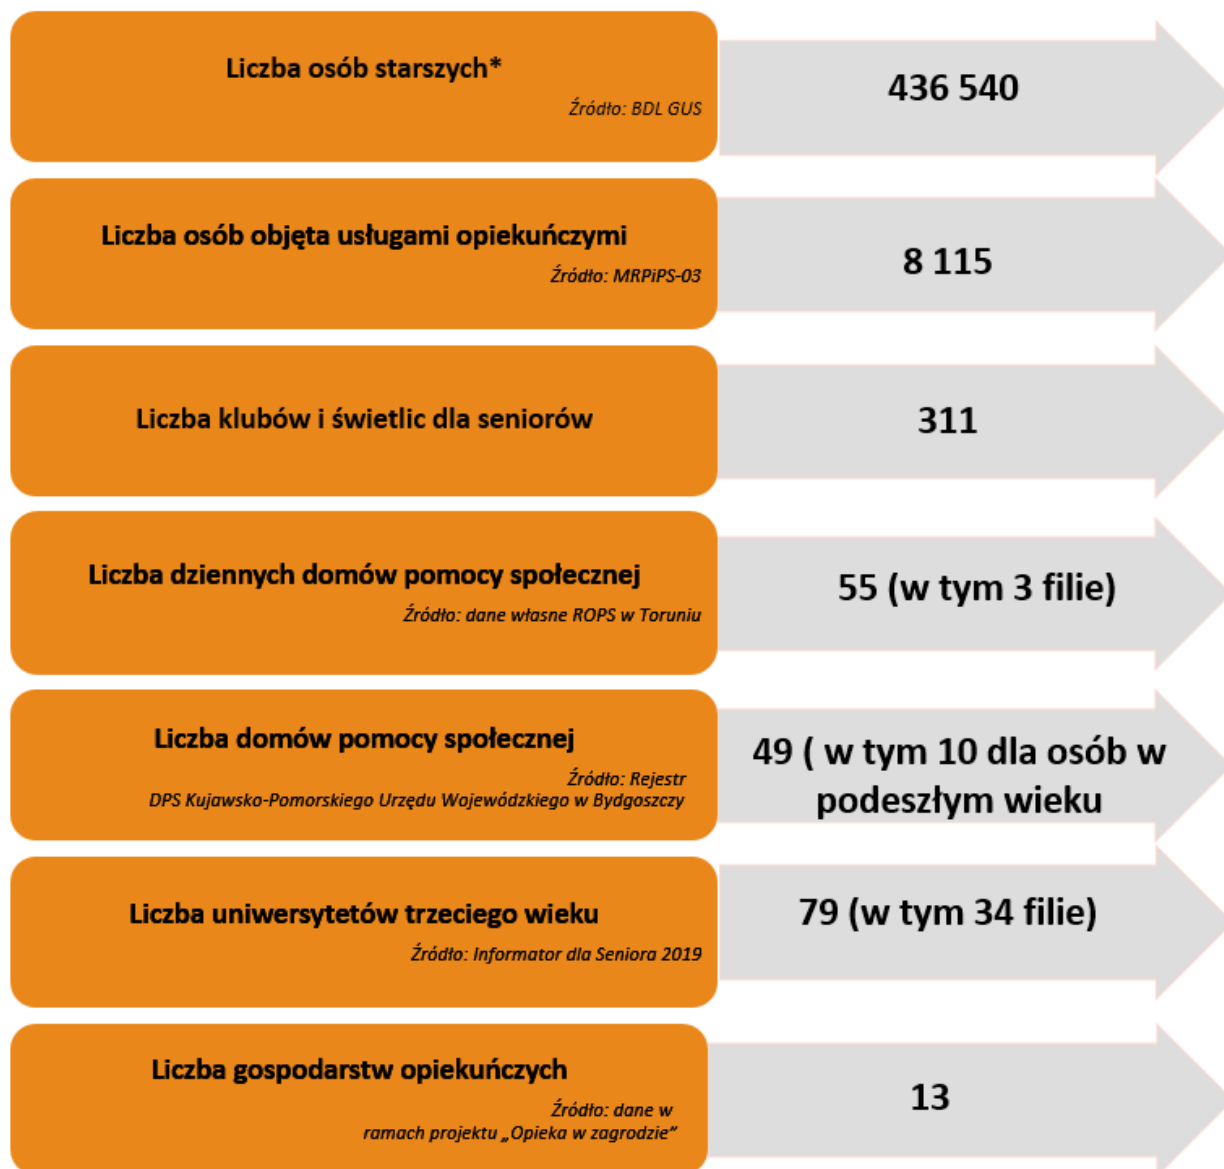 Liczba osób starszych*
Źródło: BDL GUS
436 540
Liczba osób objęta usługami opiekuńczymi
Źródło: MRPiPS-03
8 115
Liczba klubów i świetlic dla seniorów
311
Liczba dziennych domów pomocy społecznej
Źródło: dane własne ROPS w Toruniu
55 (w tym 3 filie)
Liczba domów pomocy społecznej
Źródło: Rejestr
DPS Kujawsko-Pomorskiego Urzędu Wojewódzkiego w Bydgoszczy
49 ( w tym 10 dla osób w
podeszłym wieku
Liczba uniwersytetów trzeciego wieku
Źródło: Informator dla Seniora 2019
79 (w tym 34 filie)
Liczba gospodarstw opiekuńczych
Źródło: dane w
ramach projektu „Opieka w zagrodzie”
13